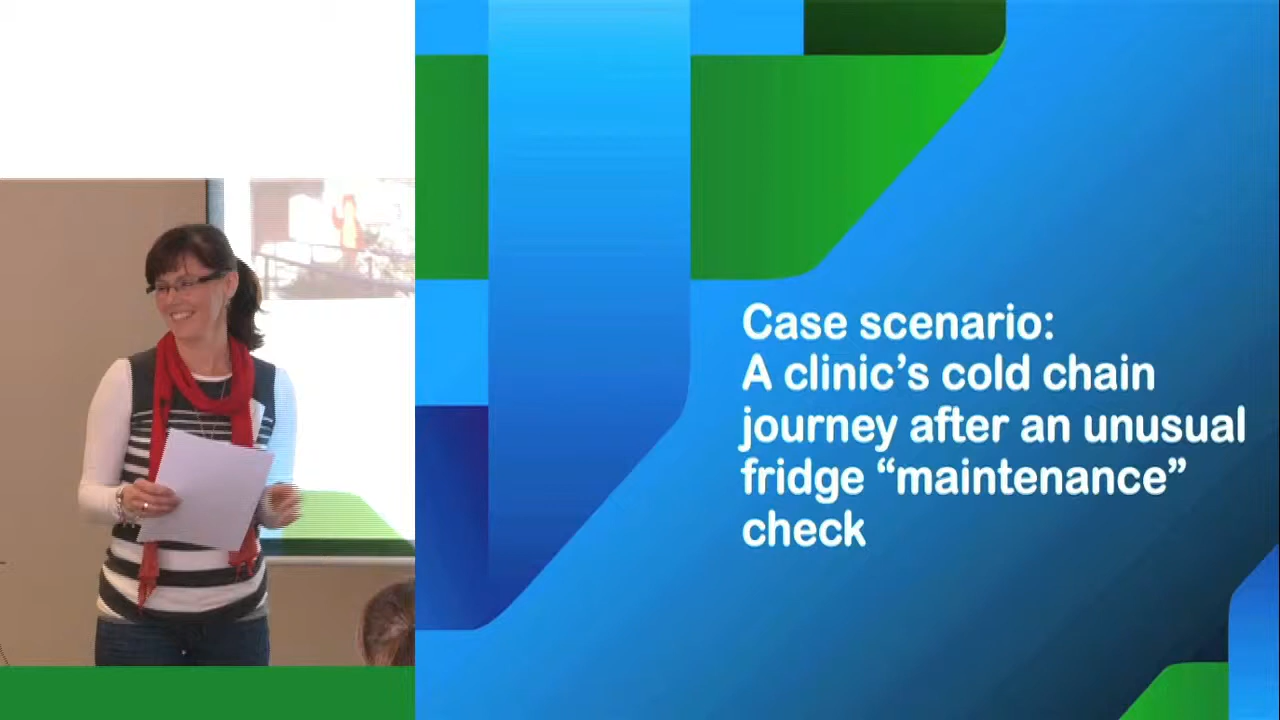 Case scenario:
A clinic’s cold chain
journey after an unusual
fridge “maintenance”
check